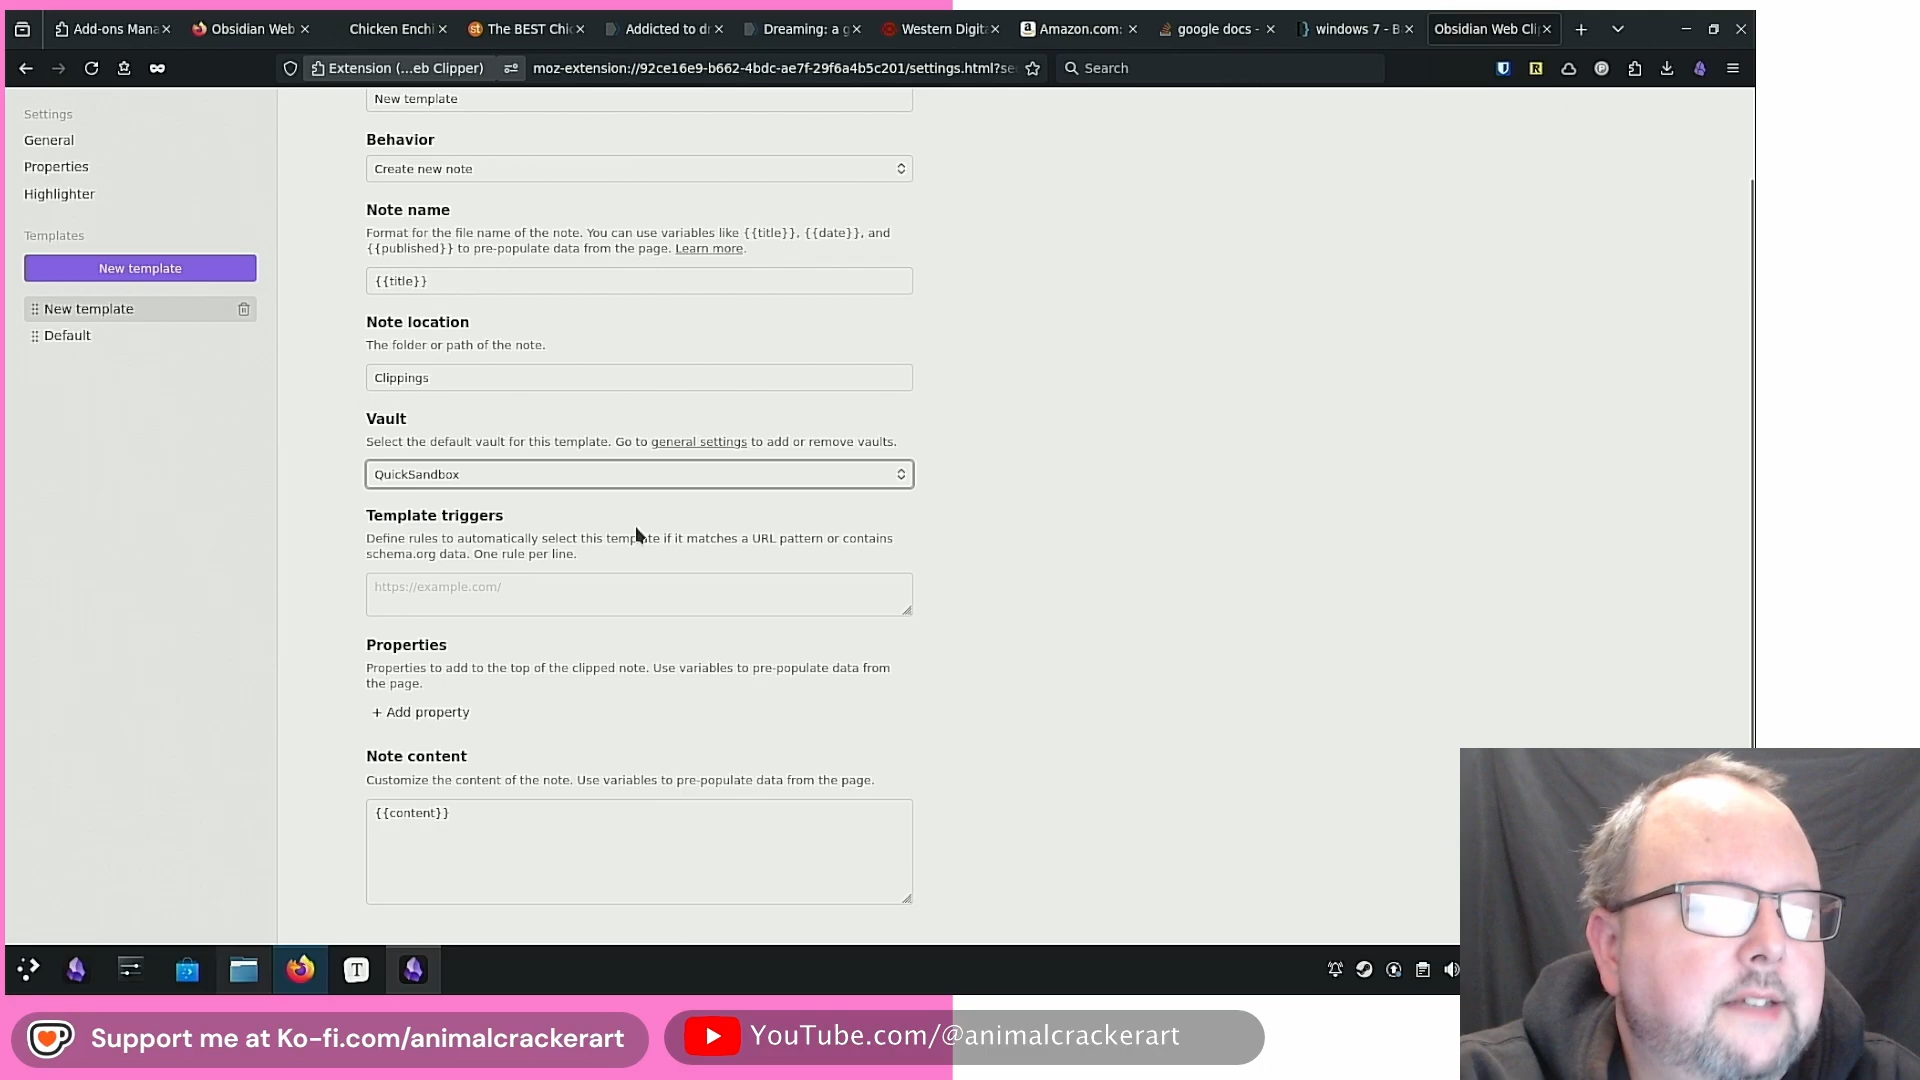 Add-ons Mana
Obsidian Web
Chicken Enchi
The BEST Chic
Addicted to dr
Dreaming: a g
Western Digit
Amazon.com:
google docs -
windows 7 - B
Obsidian Web Cli
Extension (...eb Clipper)
moz-extension://92ce16e9-b662-4bdc-ae7f-29f6a4b5c201/settings.html?se
Search
Settings
General
Properties
Highlighter
Templates
New template
New template
Default
New template
Behavior
Create new note
Note name
Format for the file name of the note. You can use variables like {{title}}, {{date}}, and
{{published}} to pre-populate data from the page. Learn more.
{{title}}
Note location
The folder or path of the note.
Clippings
Vault
Select the default vault for this template. Go to general settings to add or remove vaults.
QuickSandbox
Template triggers
Define rules to automatically select this template if it matches a URL pattern or contains
schema.org data. One rule per line.
https://example.com/
Properties
Properties to add to the top of the clipped note. Use variables to pre-populate data from
the page.
+ Add property
Note content
Customize the content of the note. Use variables to pre-populate data from the page.
{{content}}
Support me at Ko-fi.com/animalcrackerart
YouTube.com/@animalcrackerart